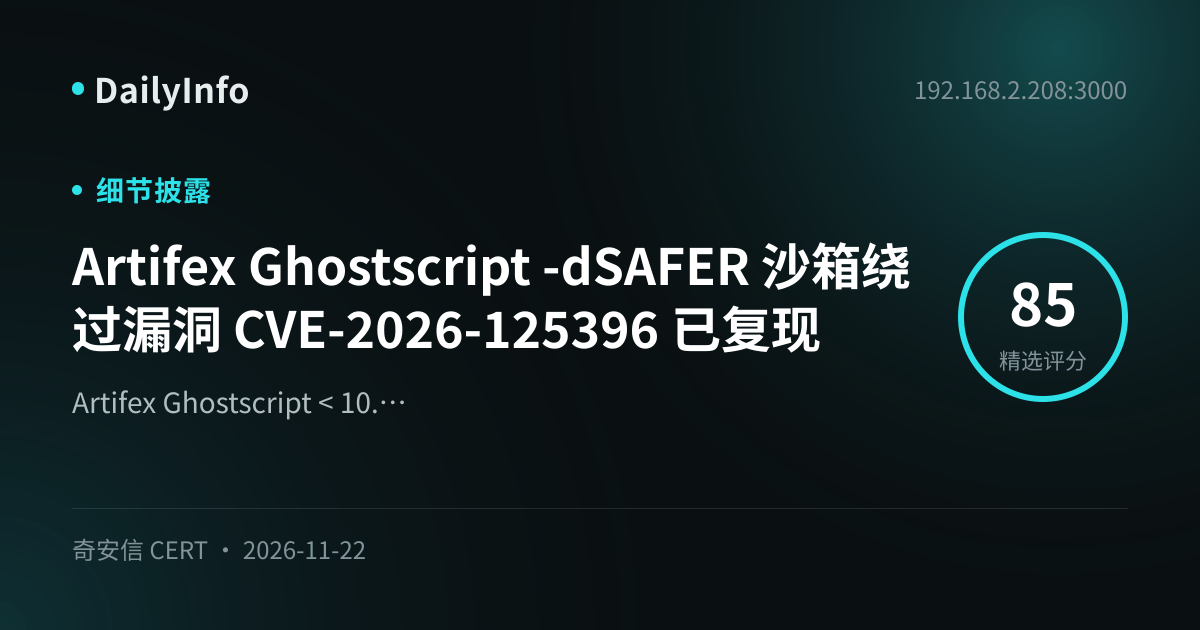 DailyInfo
192.168.2.208:3000
细节披露
Artifex Ghostscript -dSAFER 沙箱绕
过漏洞 CVE-2026-125396 已复现
85
精选评分
Artifex Ghostscript < 10.…
奇安信 CERT · 2026-11-22